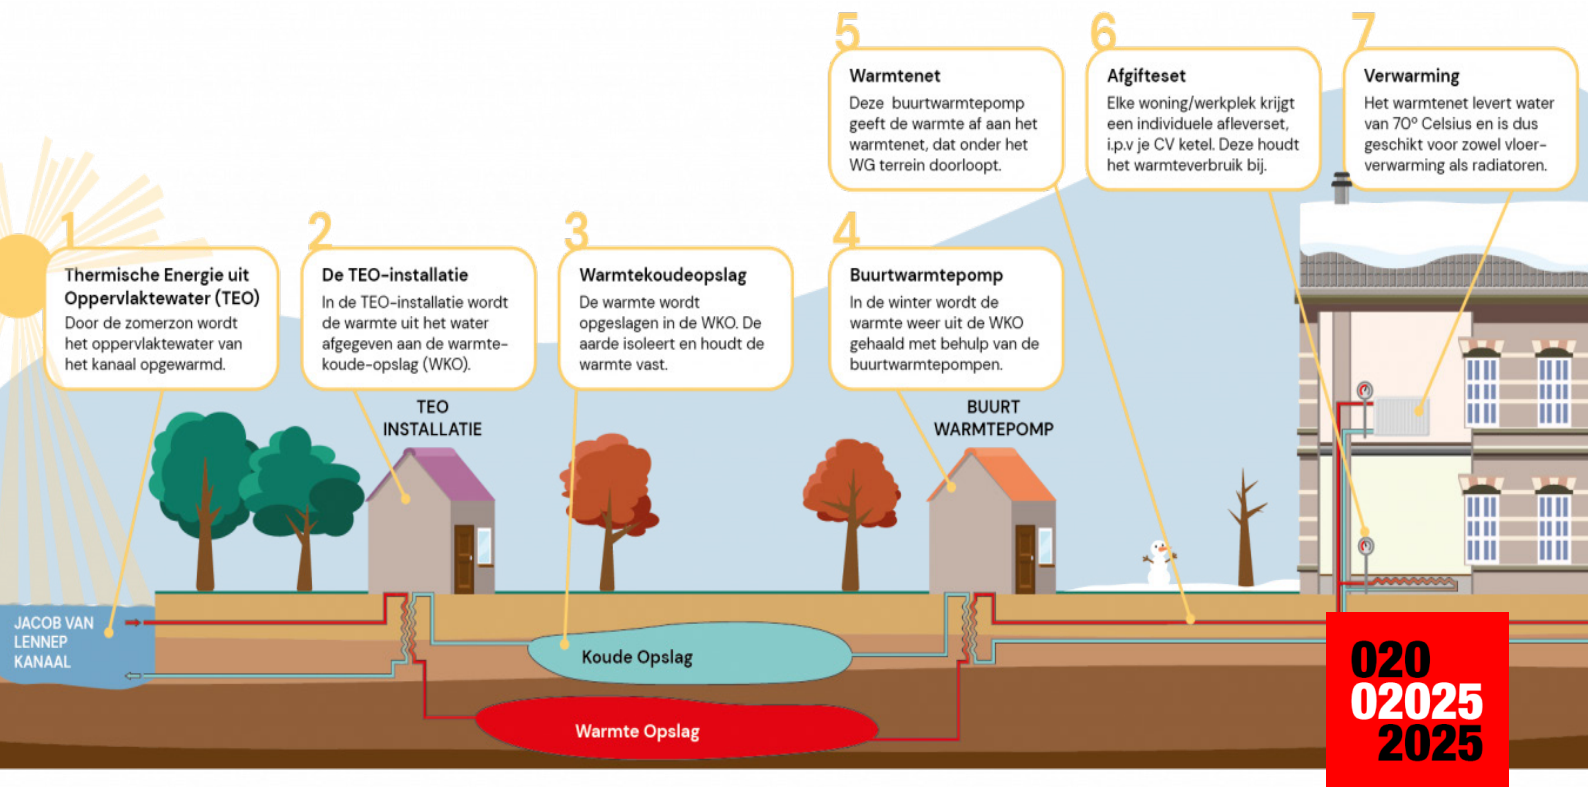 1
Thermische Energie uit
Oppervlaktewater (TEO)
Door de zomerzon wordt
het oppervlaktewater van
het kanaal opgewarmd.
2
De TEO-installatie
In de TEO-installatie wordt
de warmte uit het water
afgegeven aan de warmte-
koude-opslag (WKO).
3
Warmtekoudeopslag
De warmte wordt
opgeslagen in de WKO. De
aarde isoleert en houdt de
warmte vast.
4
Buurtwarmtepomp
In de winter wordt de
warmte weer uit de WKO
gehaald met behulp van de
buurtwarmtepompen.
5
Warmtenet
Deze buurtwarmtepomp
geeft de warmte af aan het
warmtenet, dat onder het
WG terrein doorloopt.
6
Afgifteset
Elke woning/werkplek krijgt
een individuele afleverset,
i.p.v je CV ketel. Deze houdt
het warmteverbruik bij.
7
Verwarming
Het warmtenet levert water
van 70º Celsius en is dus
geschikt voor zowel vloer-
verwarming als radiatoren.
TEO
INSTALLATIE
BUURT
WARMTEPOMP
JACOB VAN
LENNEP
KANAAL
Koude Opslag
Warmte Opslag
020
02025
2025